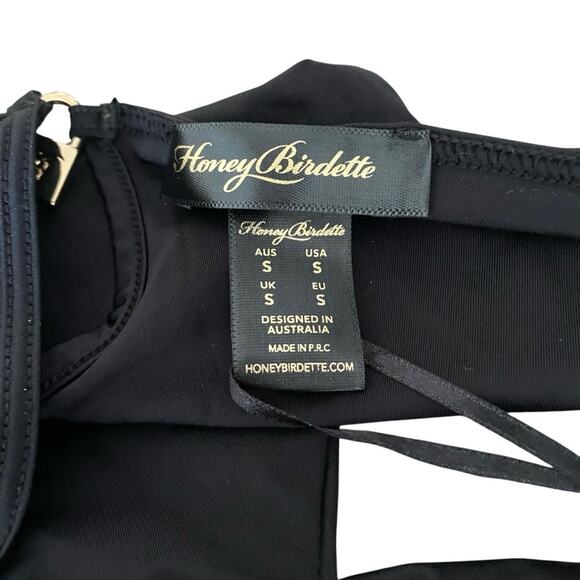 Honey Birdette
Honey Birdette
AUS USA
S S
UK EU
S S
DESIGNED IN
AUSTRALIA
MADE IN P.R.C
HONEYBIRDETTE.COM